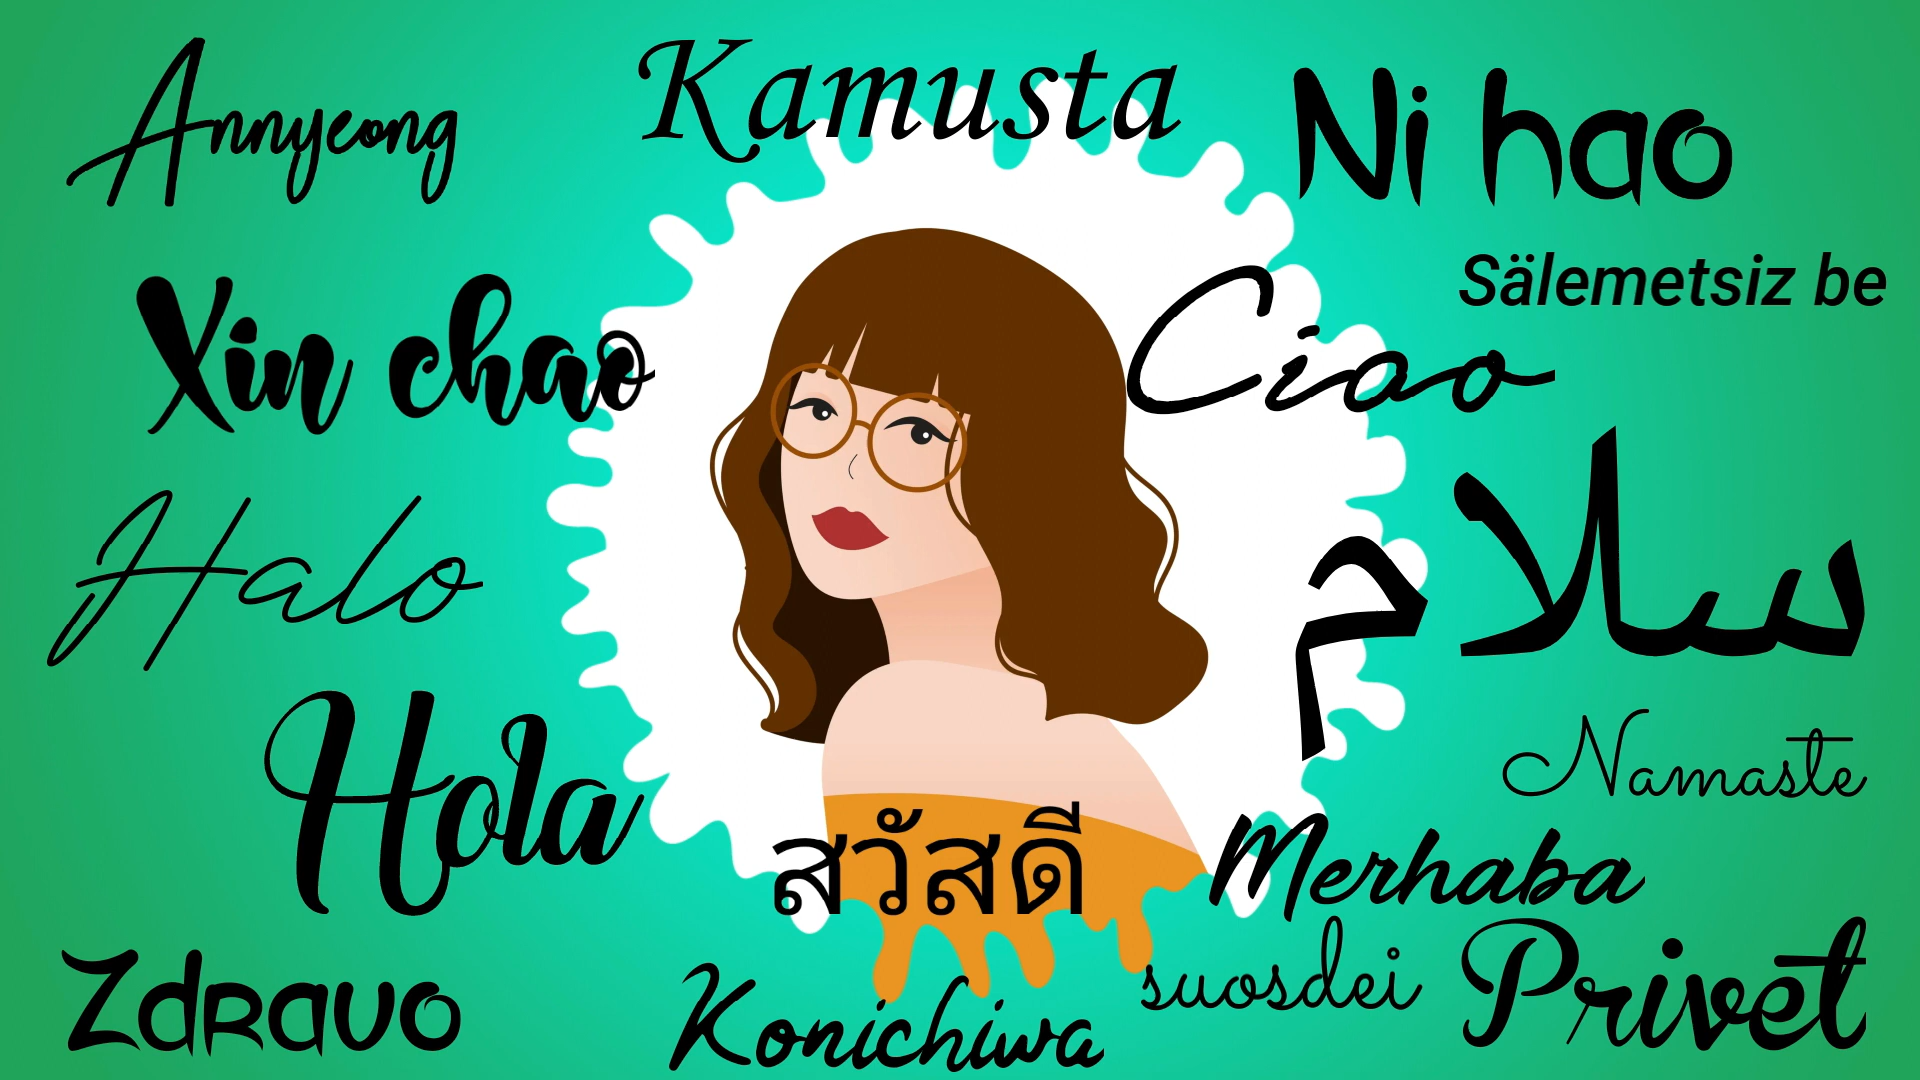 Annyeong
Kamusta
Ni hao
Sälemetsiz be
Xin chao
Ciao
Halo
سلام
Hola
Namaste
สวัสดี
Merhaba
suosdei
Privet
Zdravo
Konichiwa